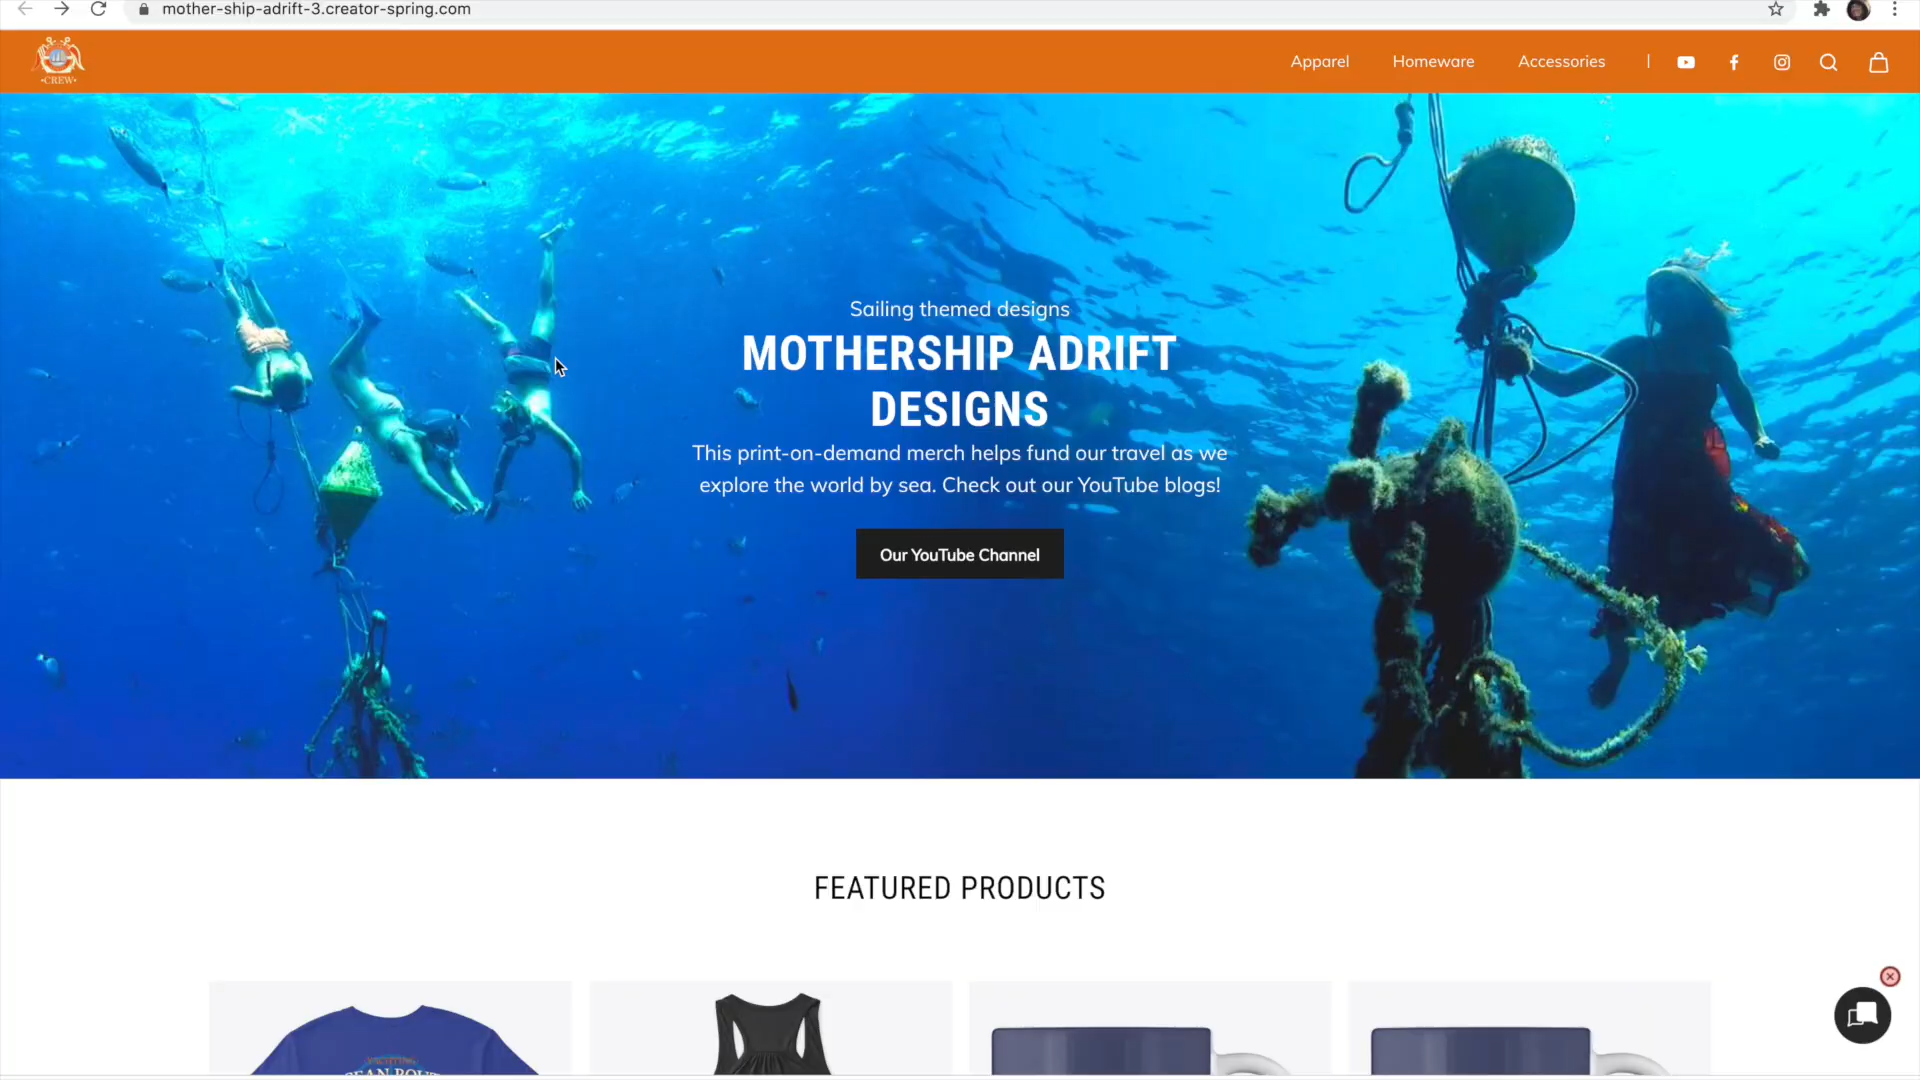 mother-ship-adrift-3.creator-spring.com
CREW
Apparel Homeware Accessories |
Sailing themed designs
MOTHERSHIP ADRIFT
DESIGNS
This print-on-demand merch helps fund our travel as we
explore the world by sea. Check out our YouTube blogs!
Our YouTube Channel
FEATURED PRODUCTS
YACHTING